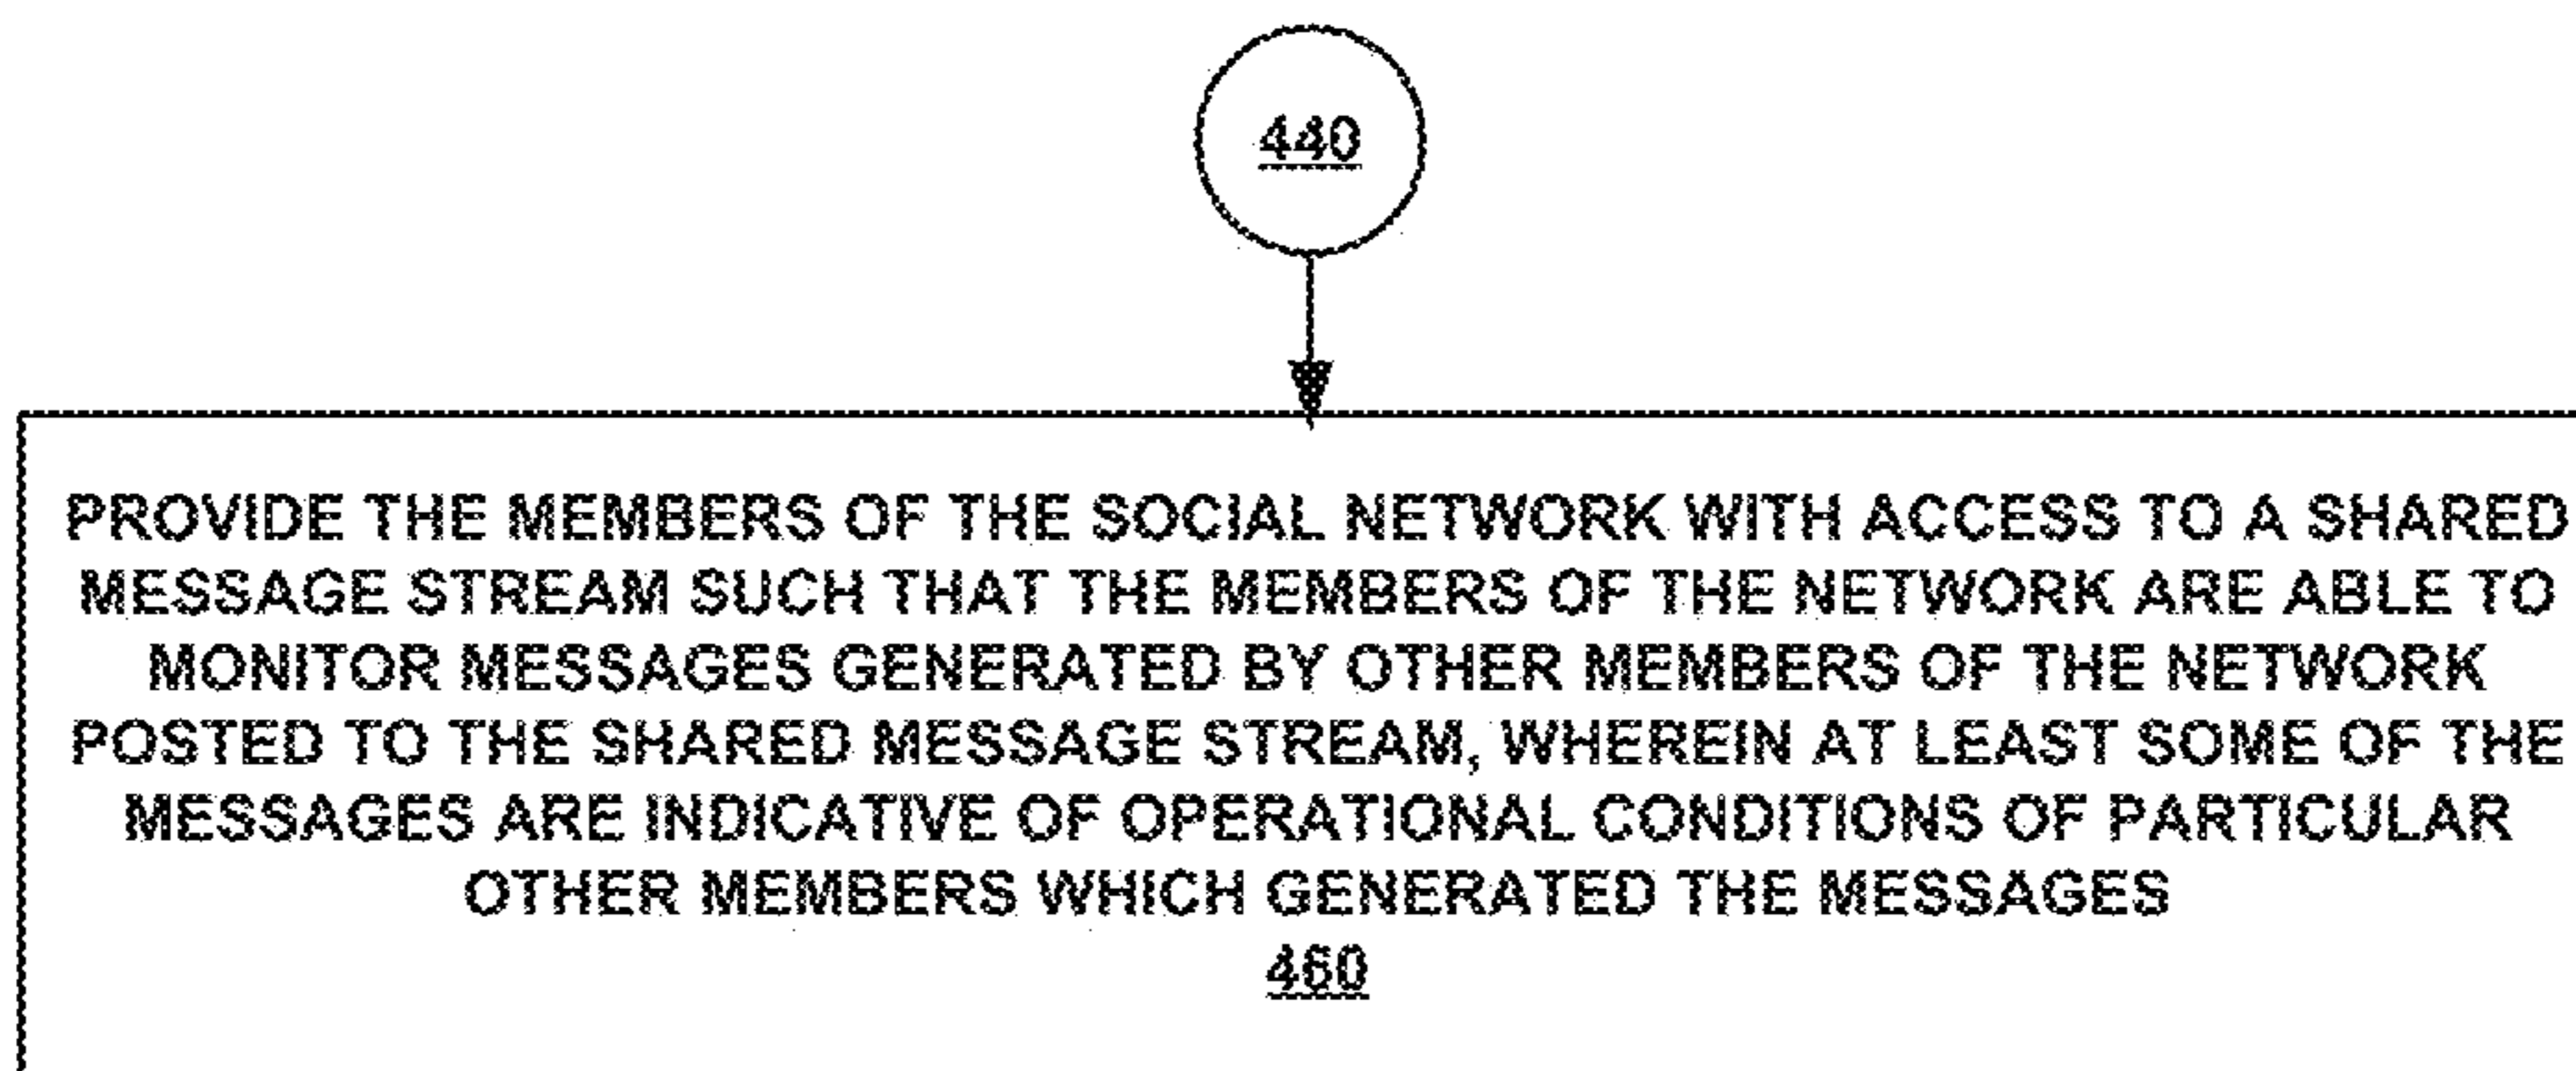 440
PROVIDE THE MEMBERS OF THE SOCIAL NETWORK WITH ACCESS TO A SHARED
MESSAGE STREAM SUCH THAT THE MEMBERS OF THE NETWORK ARE ABLE TO
MONITOR MESSAGES GENERATED BY OTHER MEMBERS OF THE NETWORK
POSTED TO THE SHARED MESSAGE STREAM, WHEREIN AT LEAST SOME OF THE
MESSAGES ARE INDICATIVE OF OPERATIONAL CONDITIONS OF PARTICULAR
OTHER MEMBERS WHICH GENERATED THE MESSAGES
460